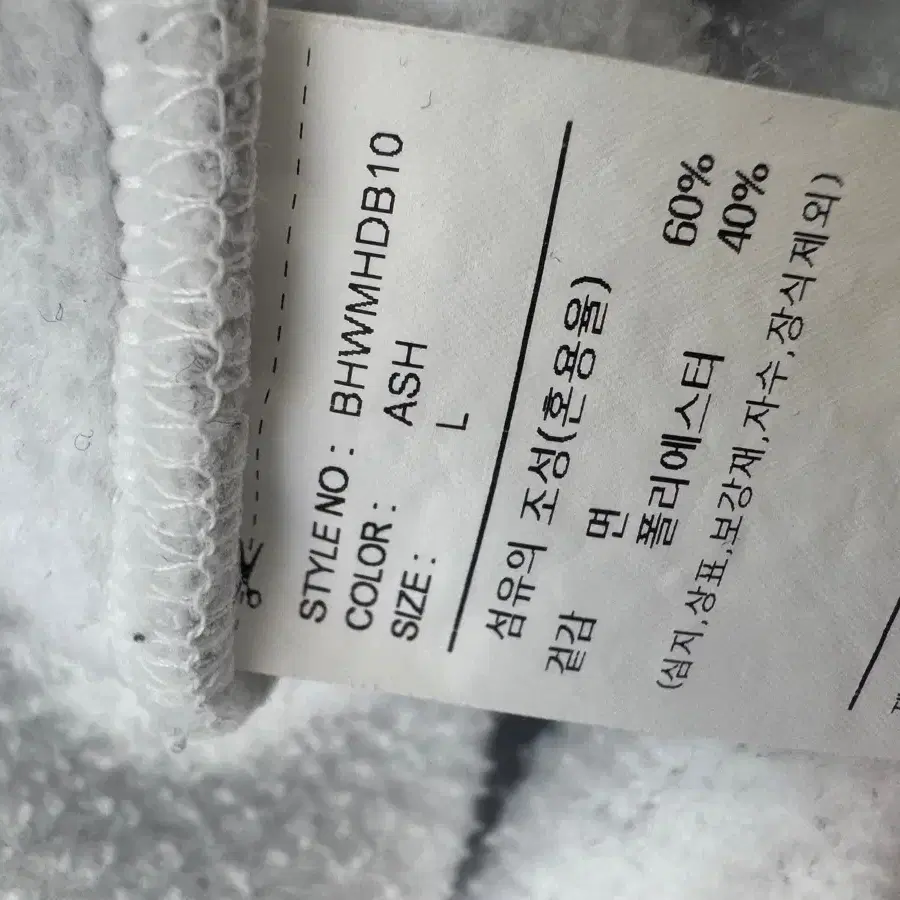 STYLE NO : BHWMHDB10
COLOR : ASH
SIZE : L
섬유의 조성(혼용율)
겉감
면 60%
폴리에스터 40%
(심지,상표,보강재,자수,장식제외)